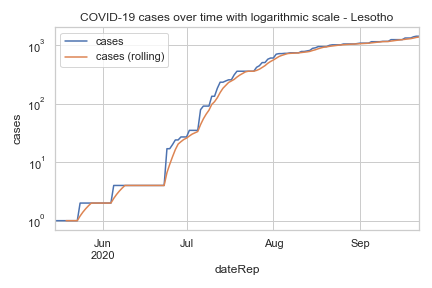 COVID-19 cases over time with logarithmic scale - Lesotho
cases
cases (rolling)
10³
10²
10¹
10⁰
cases
Jun
2020
Jul
Aug
Sep
dateRep